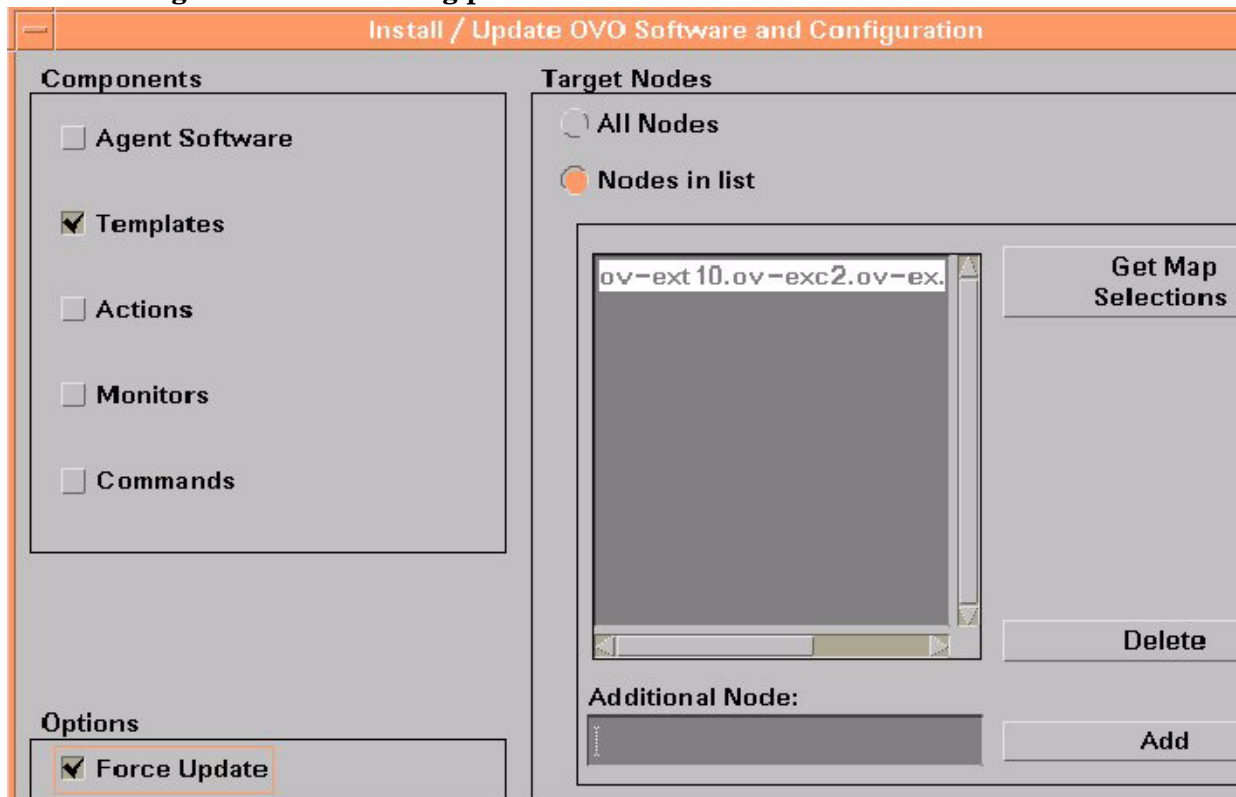 Install / Update OVO Software and Configuration
Components
Agent Software
Templates
Actions
Monitors
Commands
Options
Force Update
Target Nodes
All Nodes
Nodes in list
ov-ext10.ov-exc2.ov-ex.
Get Map
Selections
Delete
Additional Node:
Add